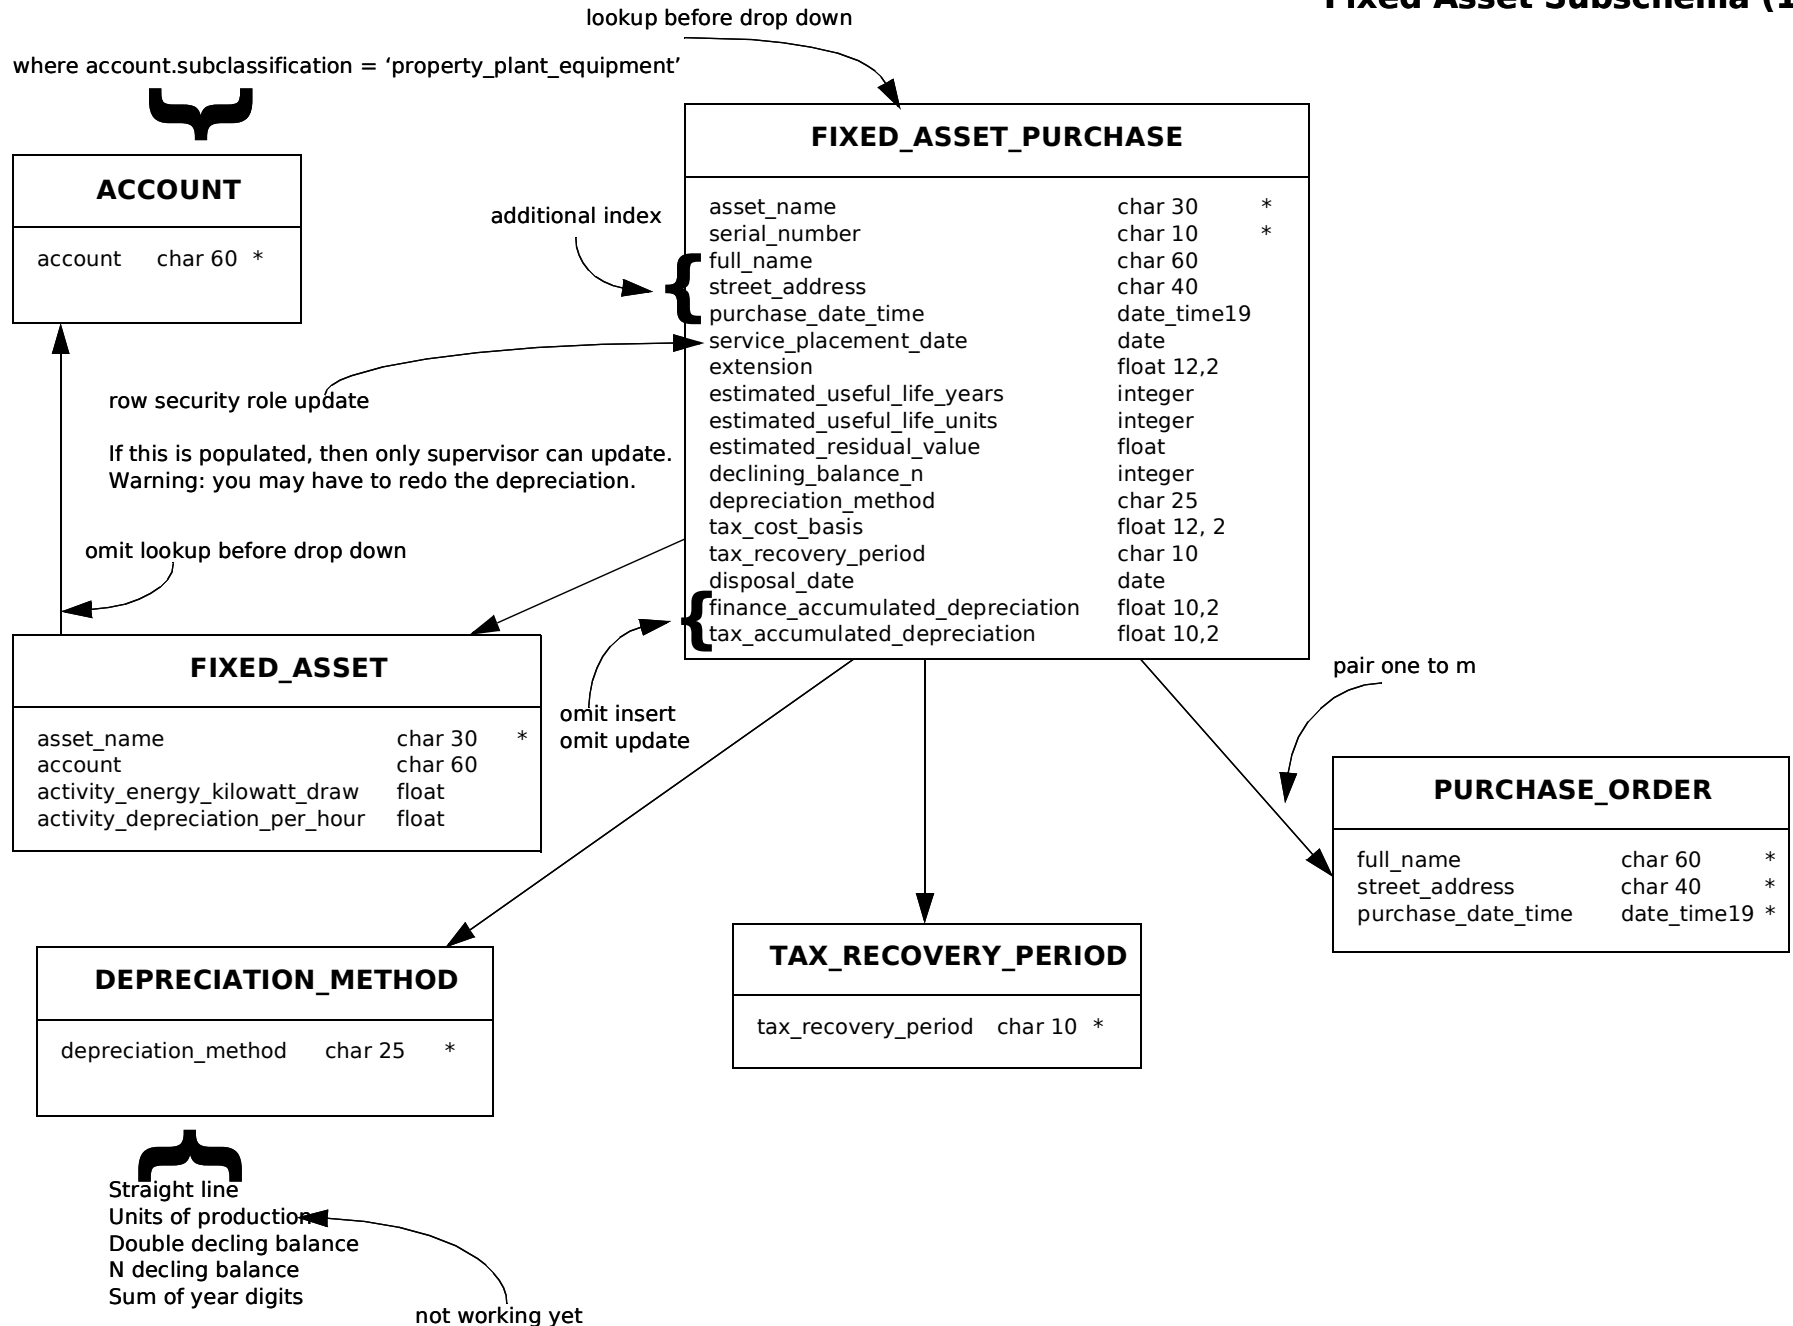 Fixed Asset Subschema (1
lookup before drop down
where account.subclassification = ‘property_plant_equipment’
FIXED_ASSET_PURCHASE
asset_name char 30 *
serial_number char 10 *
full_name char 60
street_address char 40
purchase_date_time date_time19
service_placement_date date
extension float 12,2
estimated_useful_life_years integer
estimated_useful_life_units integer
estimated_residual_value float
declining_balance_n integer
depreciation_method char 25
tax_cost_basis float 12, 2
tax_recovery_period char 10
disposal_date date
finance_accumulated_depreciation float 10,2
tax_accumulated_depreciation float 10,2
ACCOUNT
account char 60 *
additional index
row security role update
If this is populated, then only supervisor can update.
Warning: you may have to redo the depreciation.
omit lookup before drop down
FIXED_ASSET
asset_name char 30 *
account char 60
activity_energy_kilowatt_draw float
activity_depreciation_per_hour float
omit insert
omit update
pair one to m
PURCHASE_ORDER
full_name char 60 *
street_address char 40 *
purchase_date_time date_time19 *
DEPRECIATION_METHOD
depreciation_method char 25 *
TAX_RECOVERY_PERIOD
tax_recovery_period char 10 *
Straight line
Units of production
Double decling balance
N decling balance
Sum of year digits
not working yet